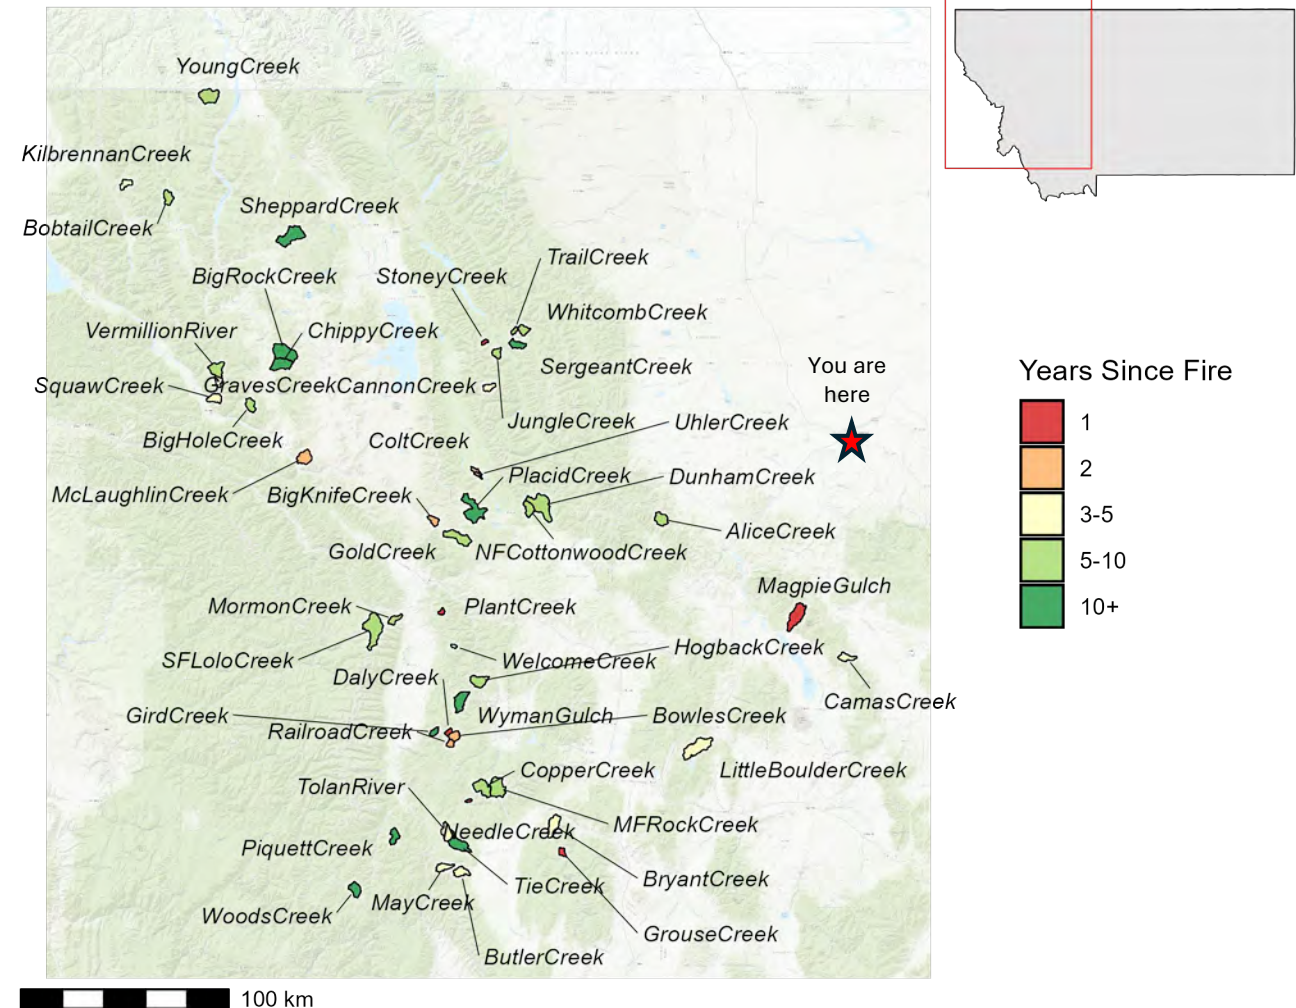 YoungCreek
KilbrennanCreek
BobtailCreek
SheppardCreek
TrailCreek
BigRockCreek
StoneyCreek
WhitcombCreek
VermillionRiver
ChippyCreek
SergeantCreek
You are
here
Years Since Fire
SquawCreek
GravesCreek
CannonCreek
1
JungleCreek
UhlerCreek
BigHoleCreek
ColtCreek
2
PlacidCreek
DunhamCreek
McLaughlinCreek
BigKnifeCreek
3-5
AliceCreek
GoldCreek
NFCottonwoodCreek
5-10
MagpieGulch
MormonCreek
PlantCreek
10+
HogbackCreek
SFLoloCreek
WelcomeCreek
DalyCreek
CamasCreek
GirdCreek
WymanGulch
BowlesCreek
RailroadCreek
CopperCreek
LittleBoulderCreek
TolanRiver
MFRockCreek
NeedleCreek
PiquettCreek
BryantCreek
TieCreek
MayCreek
WoodsCreek
GrouseCreek
ButlerCreek
100 km